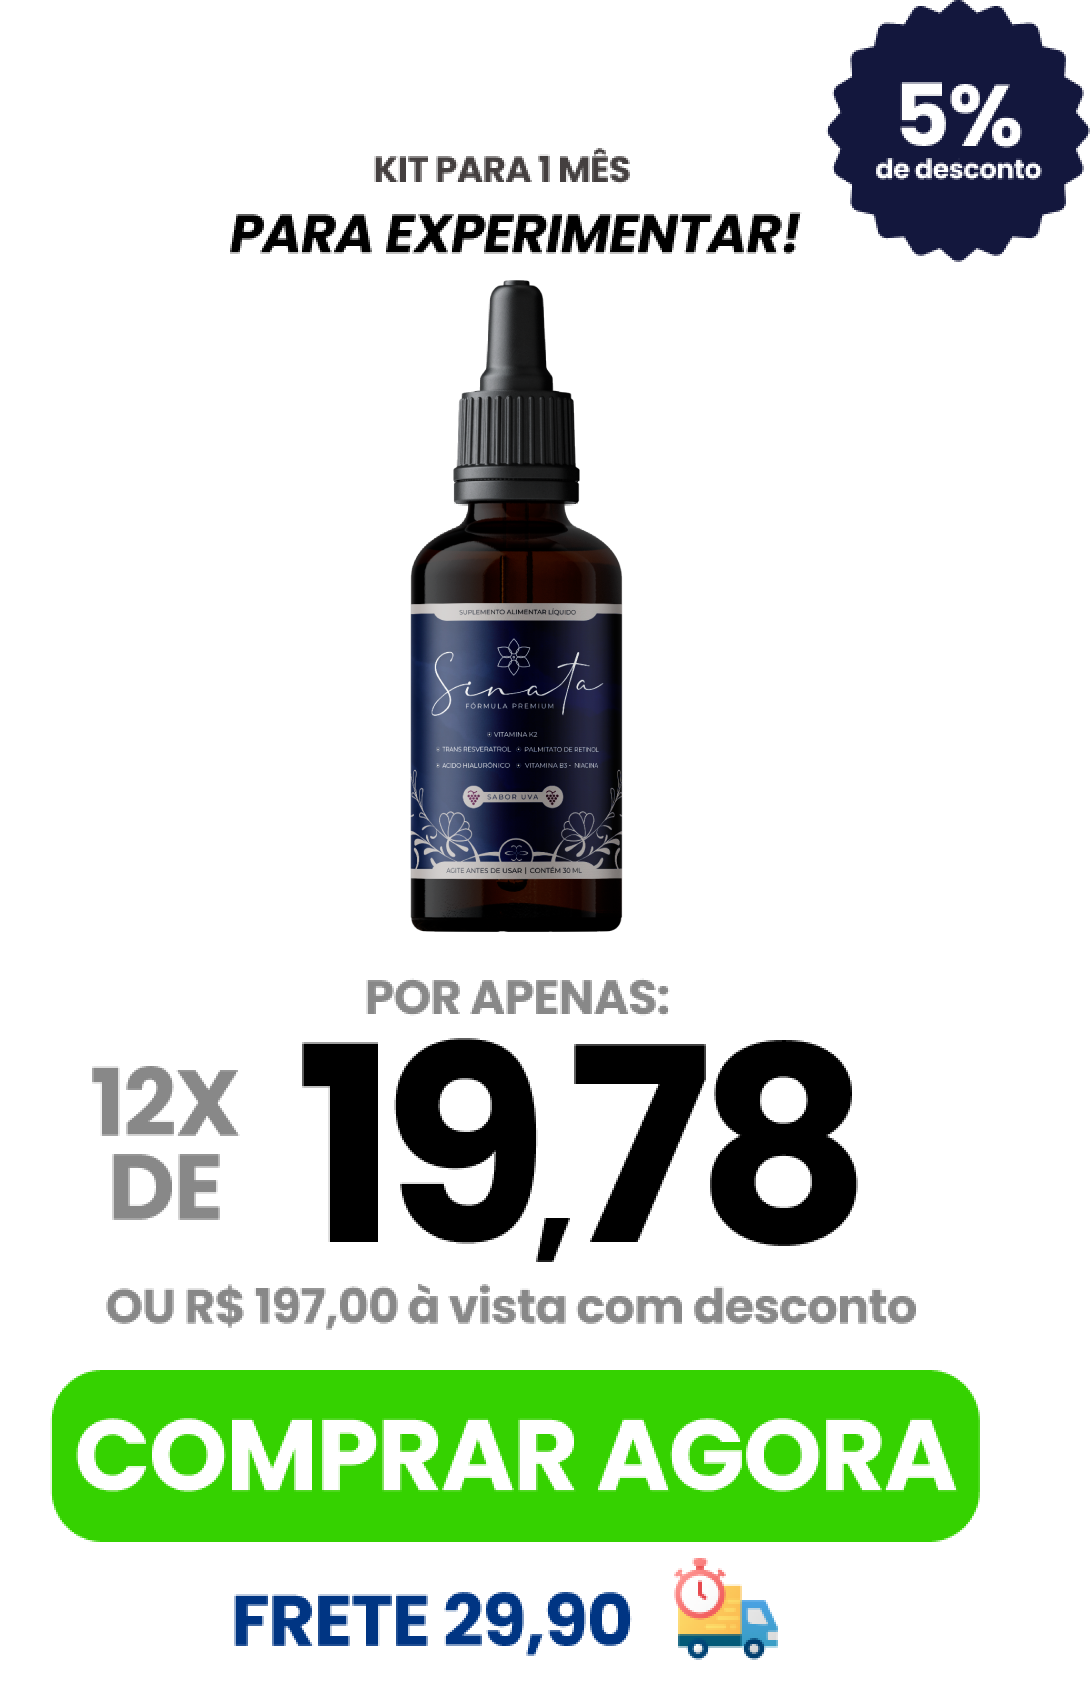 5%
de desconto
KIT PARA 1 MÊS
PARA EXPERIMENTAR!
SUPLEMENTO ALIMENTAR LÍQUIDO
Sinata
FÓRMULA PREMIUM
VITAMINA K2
TRANS RESVERATROL PALMITATO DE RETINOL
ACIDO HIALURÔNICO VITAMINA B3 - NIACINA
SABOR UVA
AGITE ANTES DE USAR | CONTÉM 30 ML
POR APENAS:
12X
DE
19,78
OU R$ 197,00 à vista com desconto
COMPRAR AGORA
FRETE 29,90